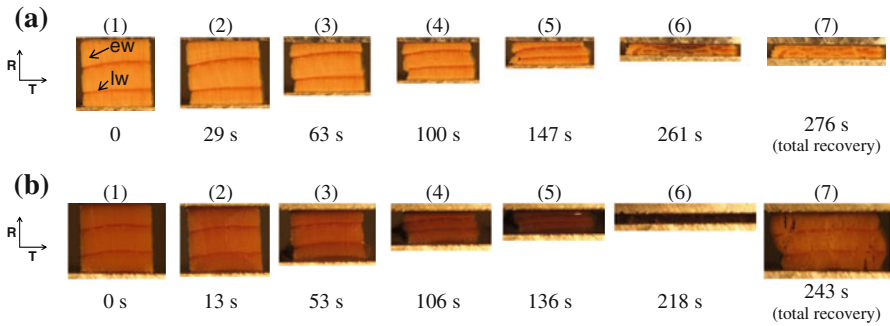 (a)
(1) (2) (3) (4) (5) (6) (7)
ew
R
lw
T
0 29 s 63 s 100 s 147 s 261 s 276 s
(total recovery)
(b)
(1) (2) (3) (4) (5) (6) (7)
R
T
0 s 13 s 53 s 106 s 136 s 218 s 243 s
(total recovery)